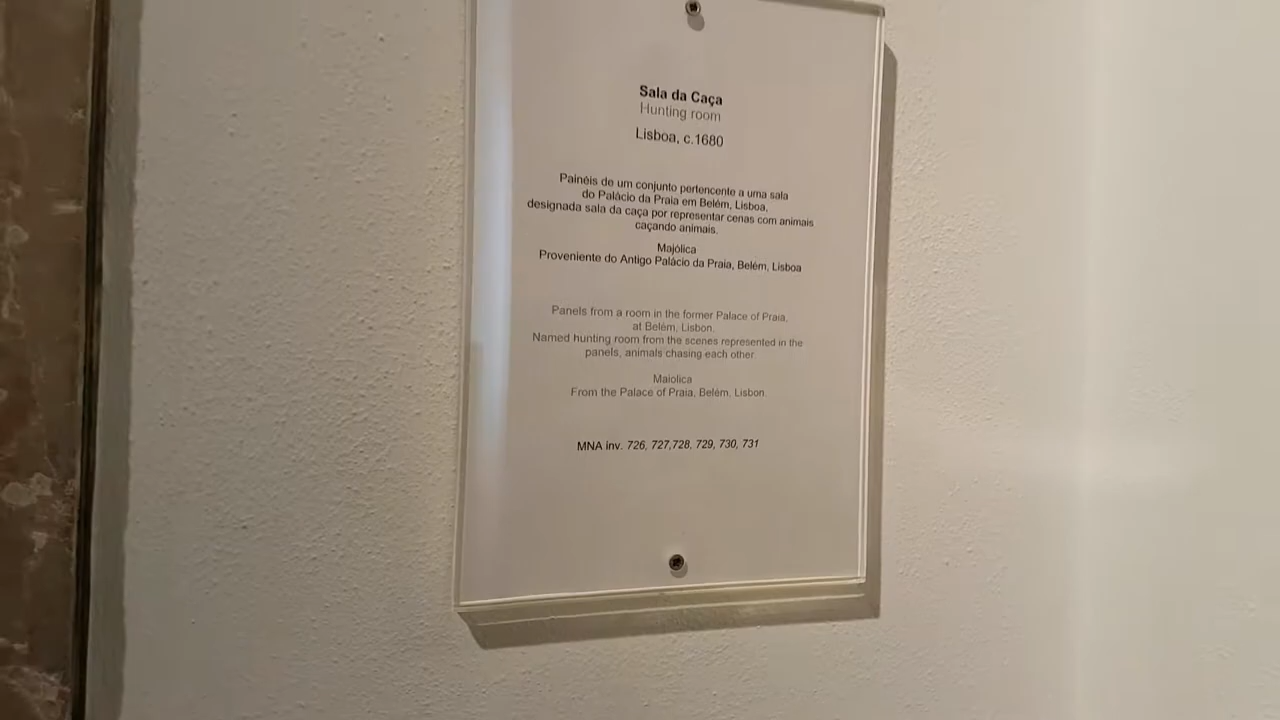 Sala da Caça
Hunting room
Lisboa, c.1680
Painéis de um conjunto pertencente a uma sala
do Palácio da Praia em Belém, Lisboa,
designada sala da caça por representar cenas com animais
caçando animais.
Majólica
Proveniente do Antigo Palácio da Praia, Belém, Lisboa
Panels from a room in the former Palace of Praia,
at Belém, Lisbon.
Named hunting room from the scenes represented in the
panels, animals chasing each other.
Maiolica
From the Palace of Praia, Belém, Lisbon.
MNA inv. 726, 727,728, 729, 730, 731